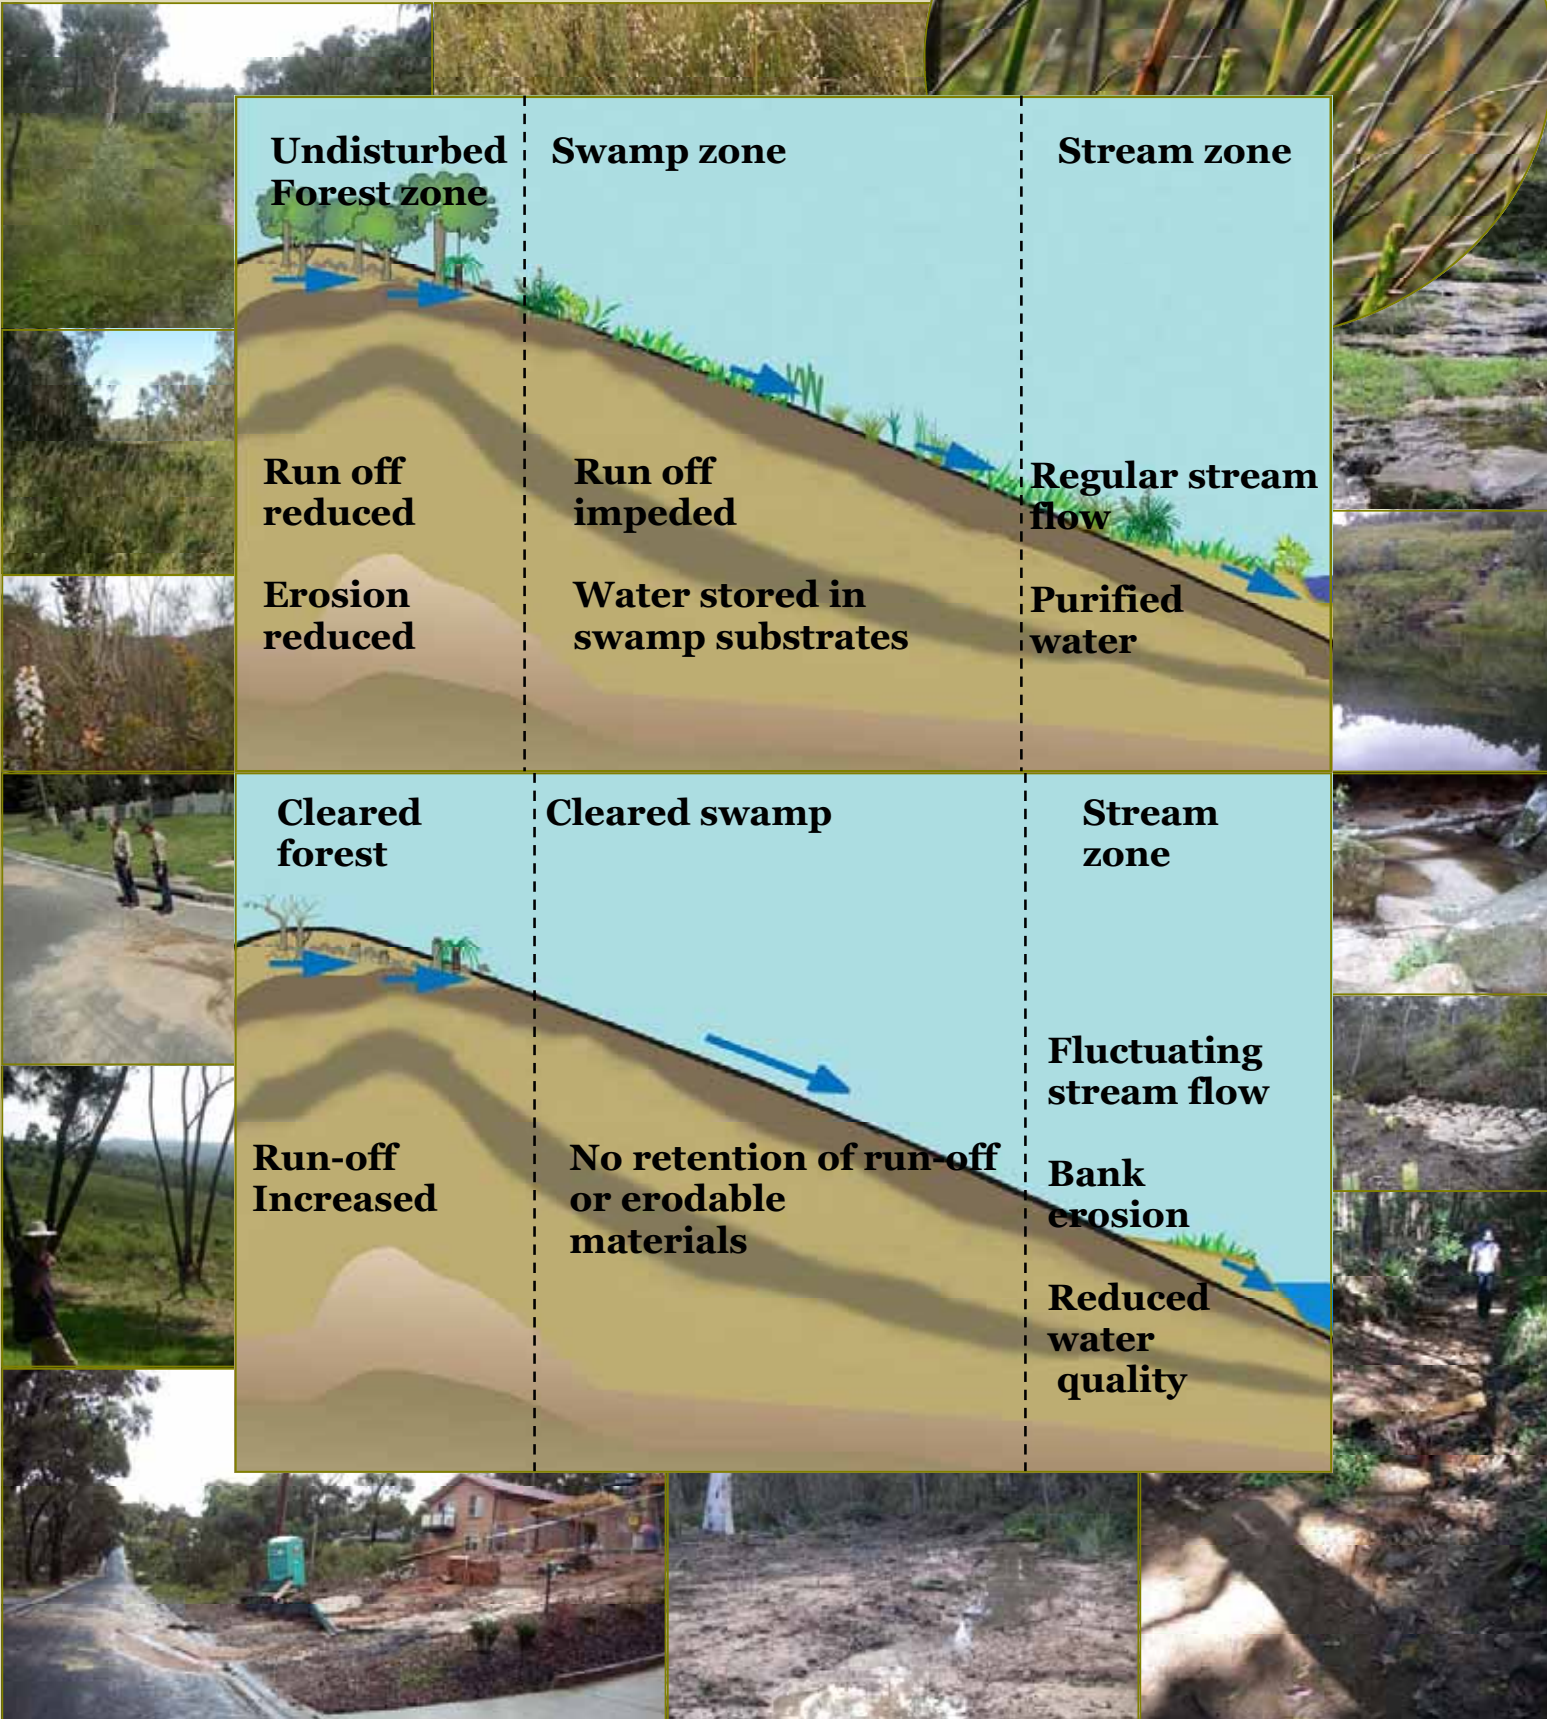 Undisturbed
Forest zone
Swamp zone
Stream zone
Run off
reduced
Erosion
reduced
Run off
impeded
Water stored in
swamp substrates
Regular stream
flow
Purified
water
Cleared
forest
Cleared swamp
Stream
zone
Run-off
Increased
No retention of run-off
or erodable
materials
Fluctuating
stream flow
Bank
erosion
Reduced
water
quality